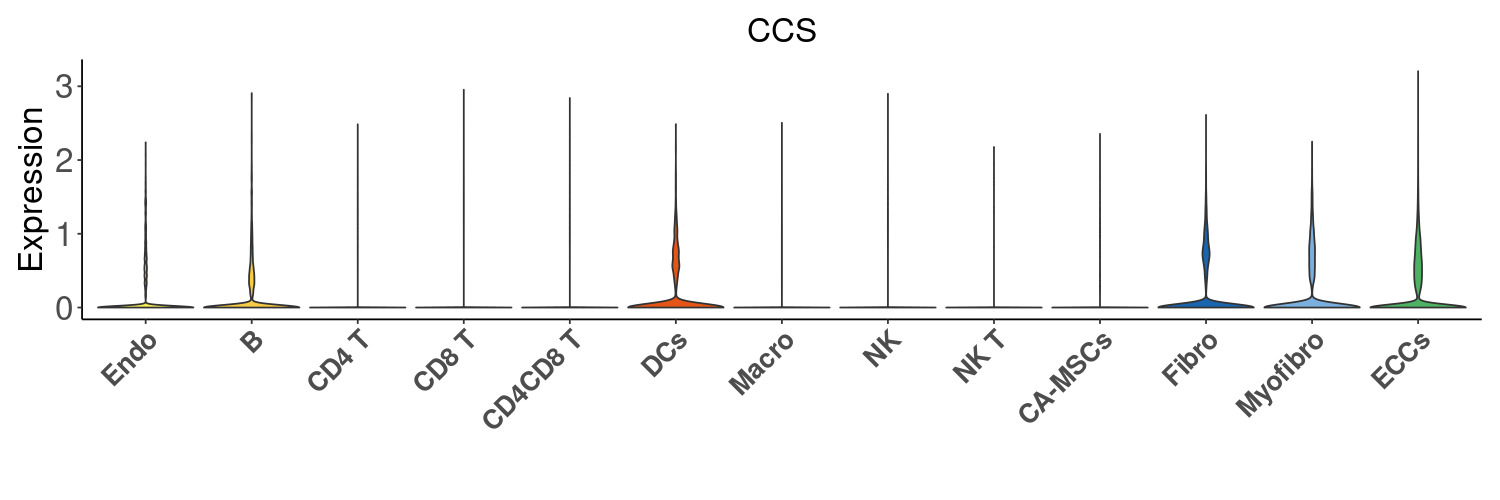 CCS
Expression
3
2
1
0
Endo
B
CD4 T
CD8 T
CD4CD8 T
DCs
Macro
NK
NK T
CA-MSCs
Fibro
Myofibro
ECCs